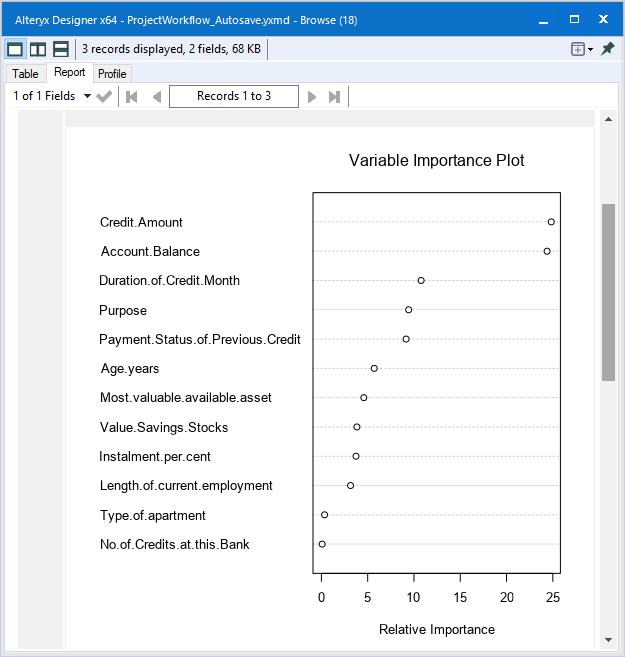 Alteryx Designer x64 - ProjectWorkflow_Autosave.yxmd - Browse (18)
3 records displayed, 2 fields, 68 KB
Table Report Profile
1 of 1 Fields Records 1 to 3
Variable Importance Plot
Credit.Amount
Account.Balance
Duration.of.Credit.Month
Purpose
Payment.Status.of.Previous.Credit
Age.years
Most.valuable.available.asset
Value.Savings.Stocks
Instalment.per.cent
Length.of.current.employment
Type.of.apartment
No.of.Credits.at.this.Bank
0 5 10 15 20 25
Relative Importance